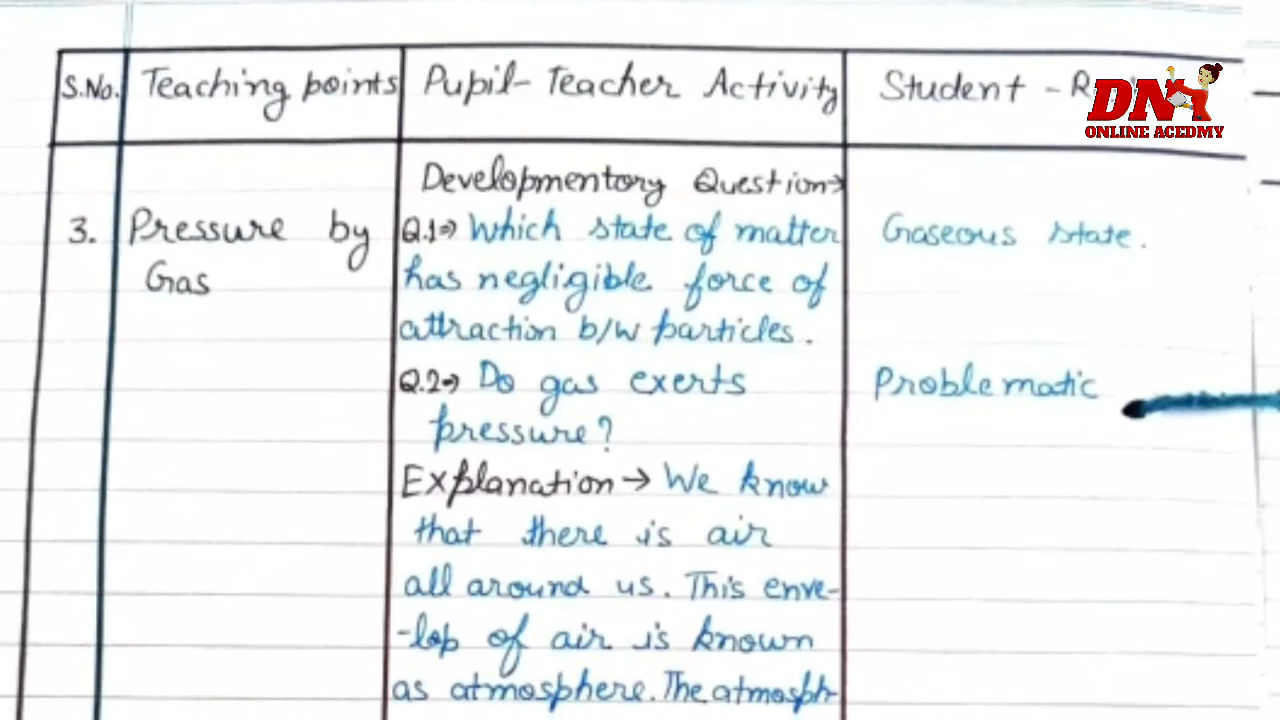 S.No. Teaching points Pupil-Teacher Activity Student - R
DN
ONLINE ACEDMY
Developmentory Question→
3. Pressure by Q.1⇒ Which state of matter Gaseous state.
Gas has negligible force of
attraction b/w particles.
Q.2⇒ Do gas exerts Problematic
pressure?
Explanation → We know
that there is air
all around us. This enve-
-lop of air is known
as atmosphere. The atmosph-